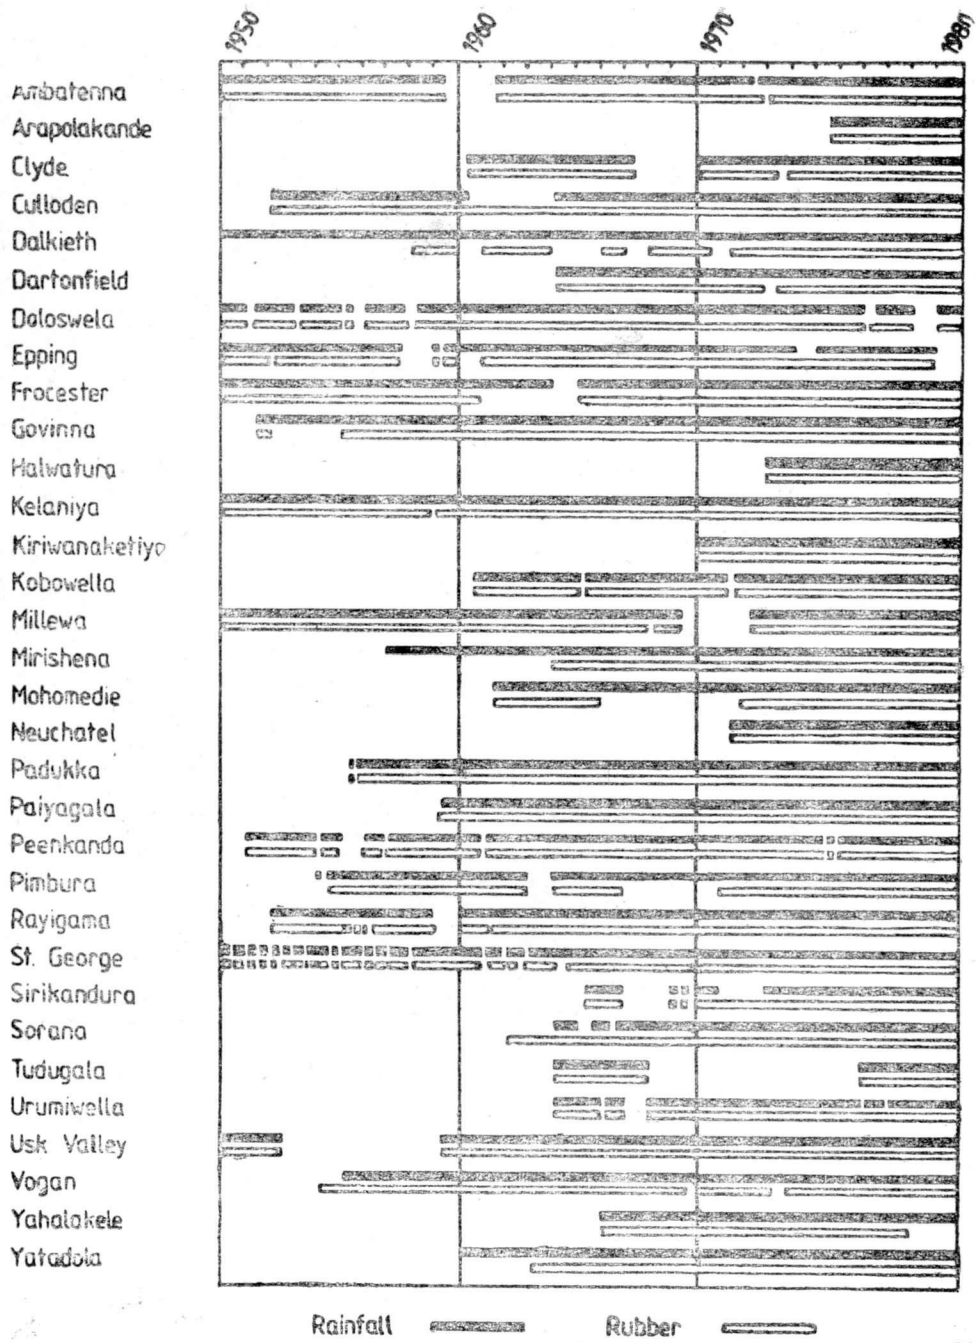 1950 1960 1970 1980
Ambatenna
Arapolakande
Clyde
Culloden
Dalkieth
Dartonfield
Doloswela
Epping
Frocester
Govinna
Halwatura
Kelaniya
Kiriwanaketiya
Kobowella
Millewa
Mirishena
Mohomedie
Neuchatel
Padukka
Paiyagala
Peenkanda
Pimbura
Rayigama
St. George
Sirikandura
Sorana
Tudugala
Urumiwella
Usk Valley
Vogan
Yahalakele
Yatadola
Rainfall Rubber